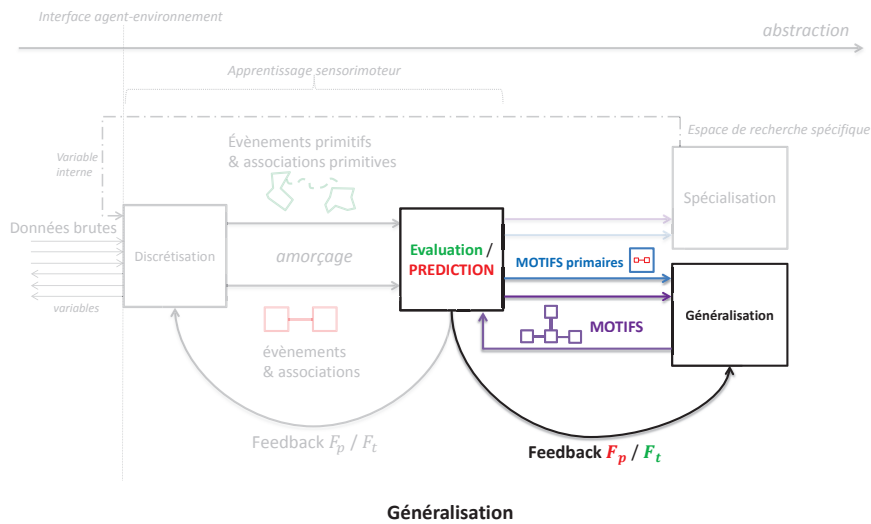 Interface agent-environnement
abstraction
Apprentissage sensorimoteur
Évènements primitifs
& associations primitives
Espace de recherche spécifique
Variable
interne
Spécialisation
Données brutes
Discrétisation
amorçage
Evaluation /
PREDICTION
MOTIFS primaires
variables
MOTIFS
Généralisation
évènements
& associations
Feedback F_p / F_t
Feedback F_p / F_t
Généralisation